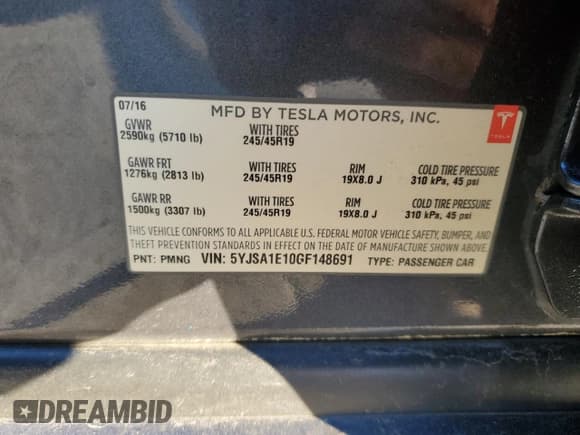 07/16
MFD BY TESLA MOTORS, INC.
GVWR
2590kg (5710 lb)
WITH TIRES
245/45R19
TESLA
GAWR FRT
1276kg (2813 lb)
WITH TIRES
245/45R19
RIM
19X8.0 J
COLD TIRE PRESSURE
310 kPa, 45 psi
GAWR RR
1500kg (3307 lb)
WITH TIRES
245/45R19
RIM
19X8.0 J
COLD TIRE PRESSURE
310 kPa, 45 psi
THIS VEHICLE CONFORMS TO ALL APPLICABLE U.S. FEDERAL MOTOR VEHICLE SAFETY, BUMPER, AND
THEFT PREVENTION STANDARDS IN EFFECT ON THE DATE OF MANUFACTURE SHOWN ABOVE.
PNT: PMNG VIN: 5YJSA1E10GF148691 TYPE: PASSENGER CAR
DREAMBID